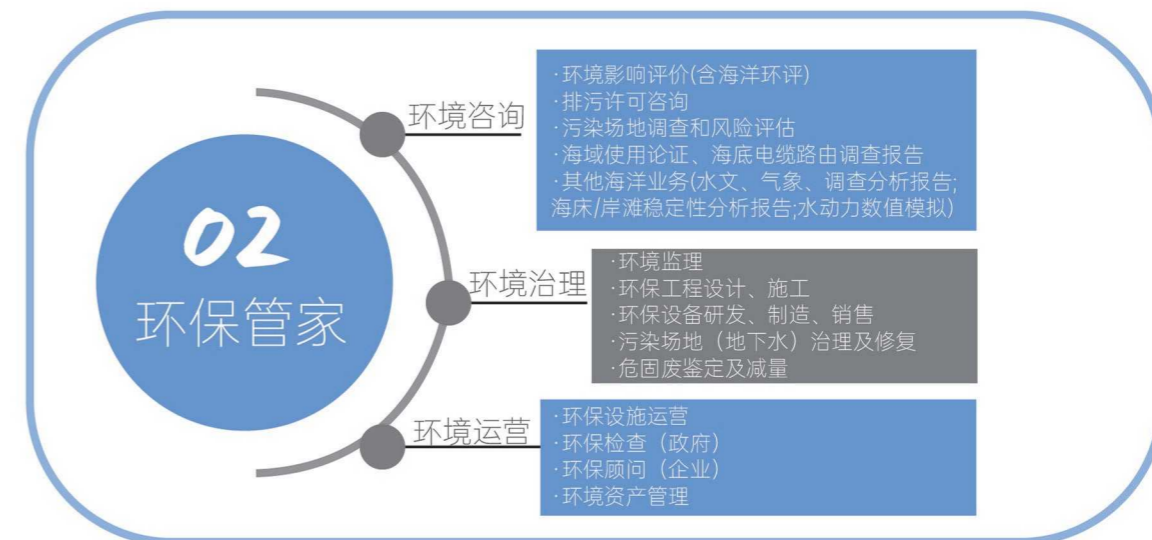 02
环保管家
环境咨询
·环境影响评价(含海洋环评)
·排污许可咨询
·污染场地调查和风险评估
·海域使用论证、海底电缆路由调查报告
·其他海洋业务(水文、气象、调查分析报告;
海床/岸滩稳定性分析报告;水动力数值模拟)
环境治理
·环境监理
·环保工程设计、施工
·环保设备研发、制造、销售
·污染场地（地下水）治理及修复
·危固废鉴定及减量
环境运营
·环保设施运营
·环保检查（政府）
·环保顾问（企业）
·环境资产管理